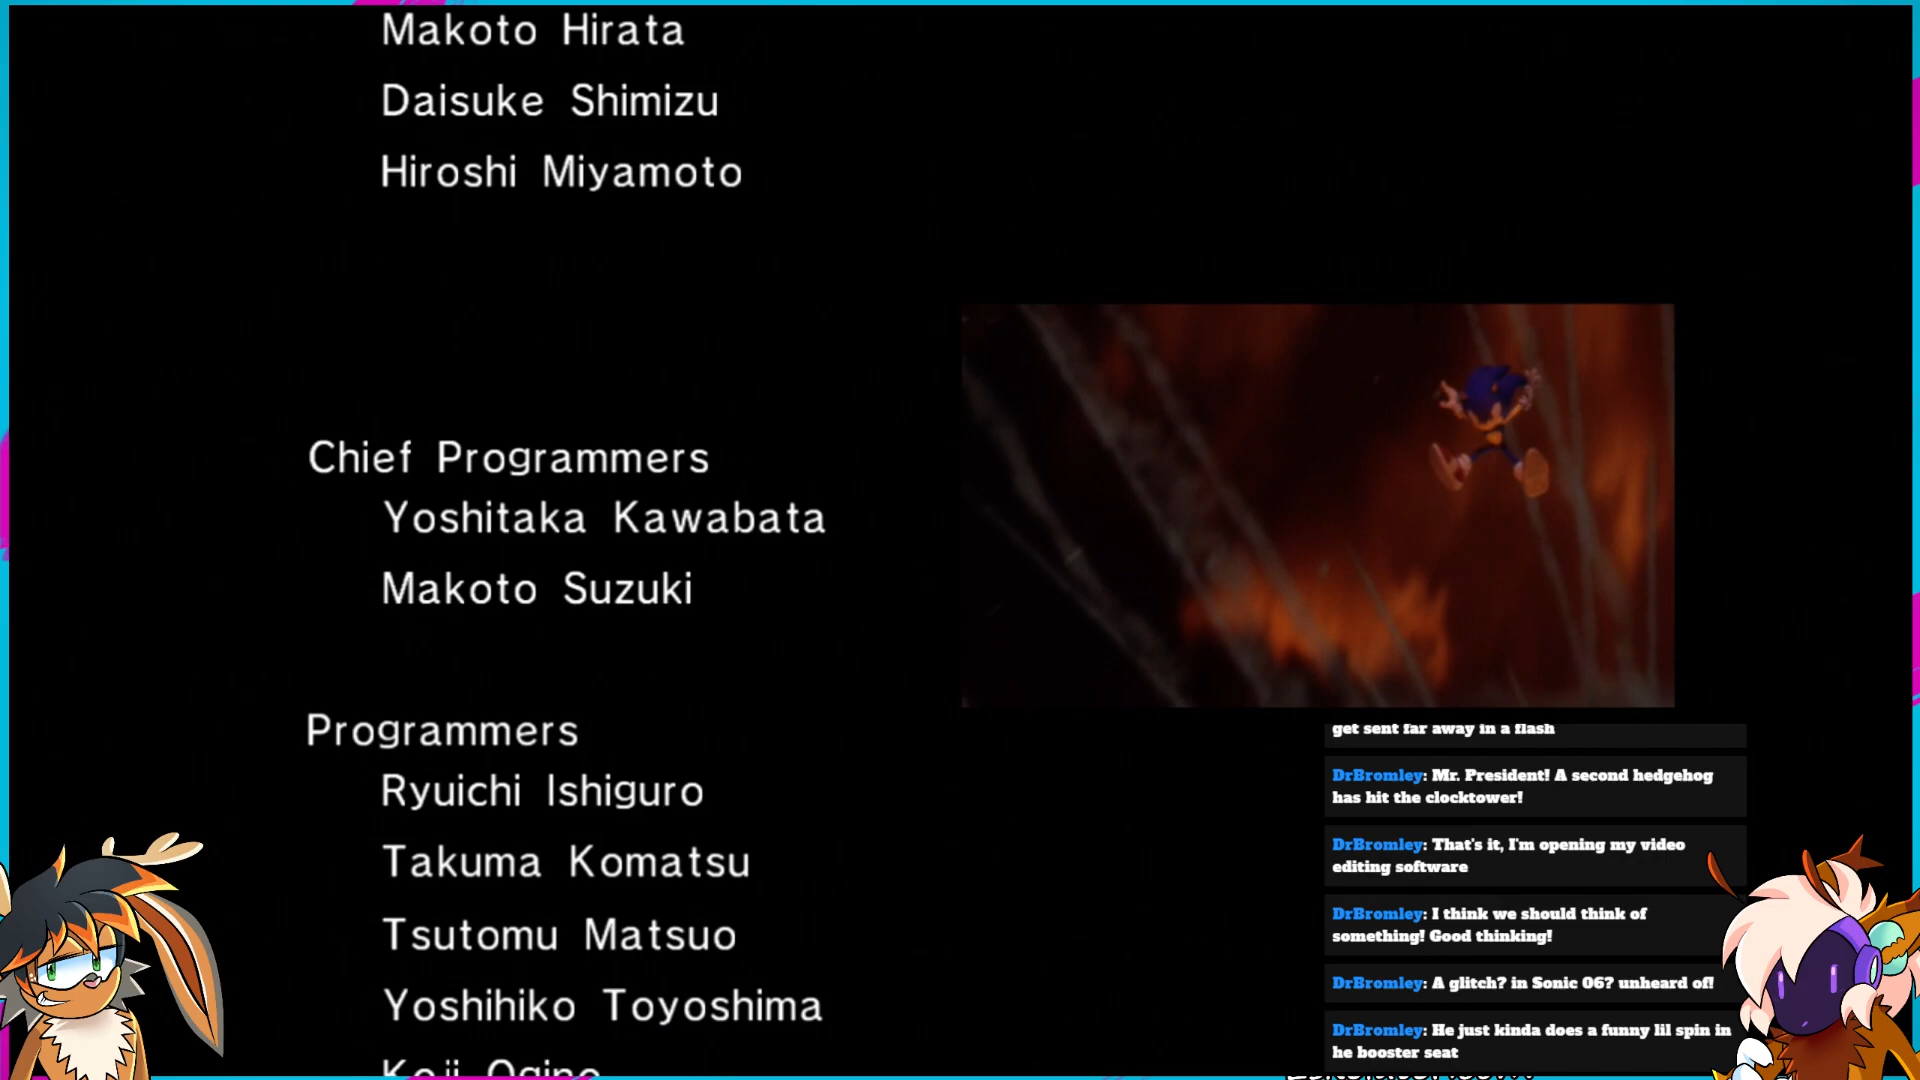 Makoto Hirata
Daisuke Shimizu
Hiroshi Miyamoto
Chief Programmers
Yoshitaka Kawabata
Makoto Suzuki
Programmers
Ryuichi Ishiguro
Takuma Komatsu
Tsutomu Matsuo
Yoshihiko Toyoshima
Koji Ogino
get sent far away in a flash
DrBromley: Mr. President! A second hedgehog
has hit the clocktower!
DrBromley: That's it, I'm opening my video
editing software
DrBromley: I think we should think of
something! Good thinking!
DrBromley: A glitch? in Sonic 06? unheard of!
DrBromley: He just kinda does a funny lil spin in
he booster seat